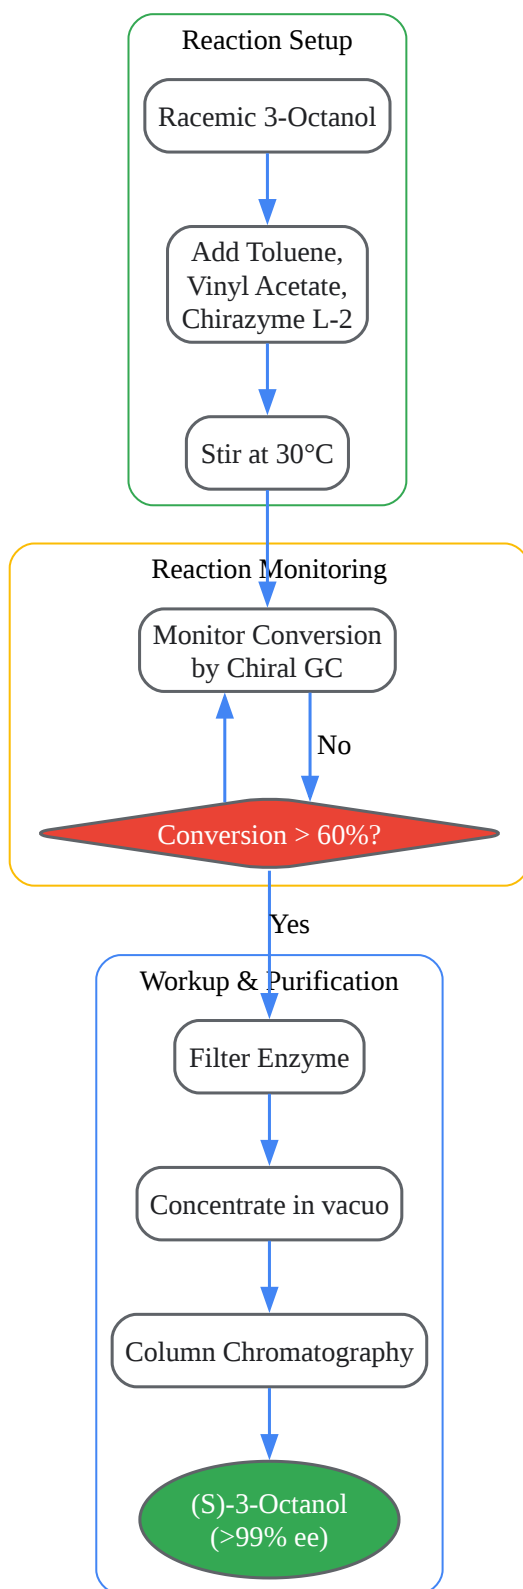 Reaction Setup
Racemic 3-Octanol
Add Toluene,
Vinyl Acetate,
Chirazyme L-2
Stir at 30°C
Reaction Monitoring
Monitor Conversion
by Chiral GC
No
Conversion > 60%?
Yes
Workup & Purification
Filter Enzyme
Concentrate in vacuo
Column Chromatography
(S)-3-Octanol
(>99% ee)